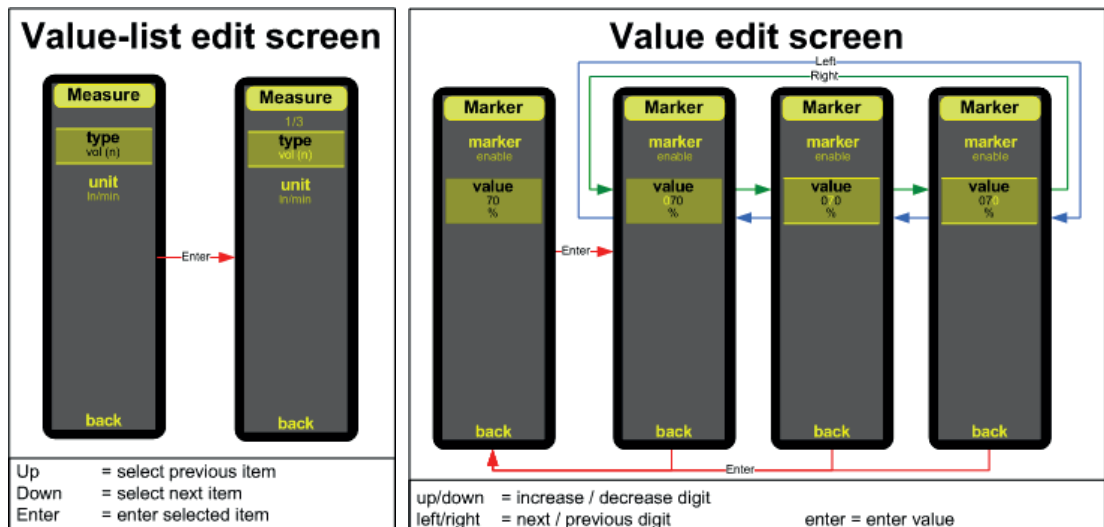 Value-list edit screen
Measure
type
vol (n)
unit
ln/min
back
Enter
Measure
1/3
type
vol (n)
unit
ln/min
back
Up = select previous item
Down = select next item
Enter = enter selected item
Value edit screen
Left
Right
Marker
marker
enable
value
70
%
back
Enter
Marker
marker
enable
value
070
%
back
Marker
marker
enable
value
070
%
back
Marker
marker
enable
value
070
%
back
Enter
up/down = increase / decrease digit
left/right = next / previous digit enter = enter value